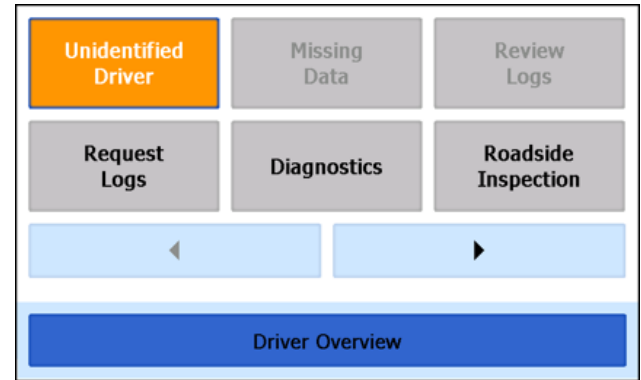 Unidentified
Driver
Missing
Data
Review
Logs
Request
Logs
Diagnostics
Roadside
Inspection
Driver Overview